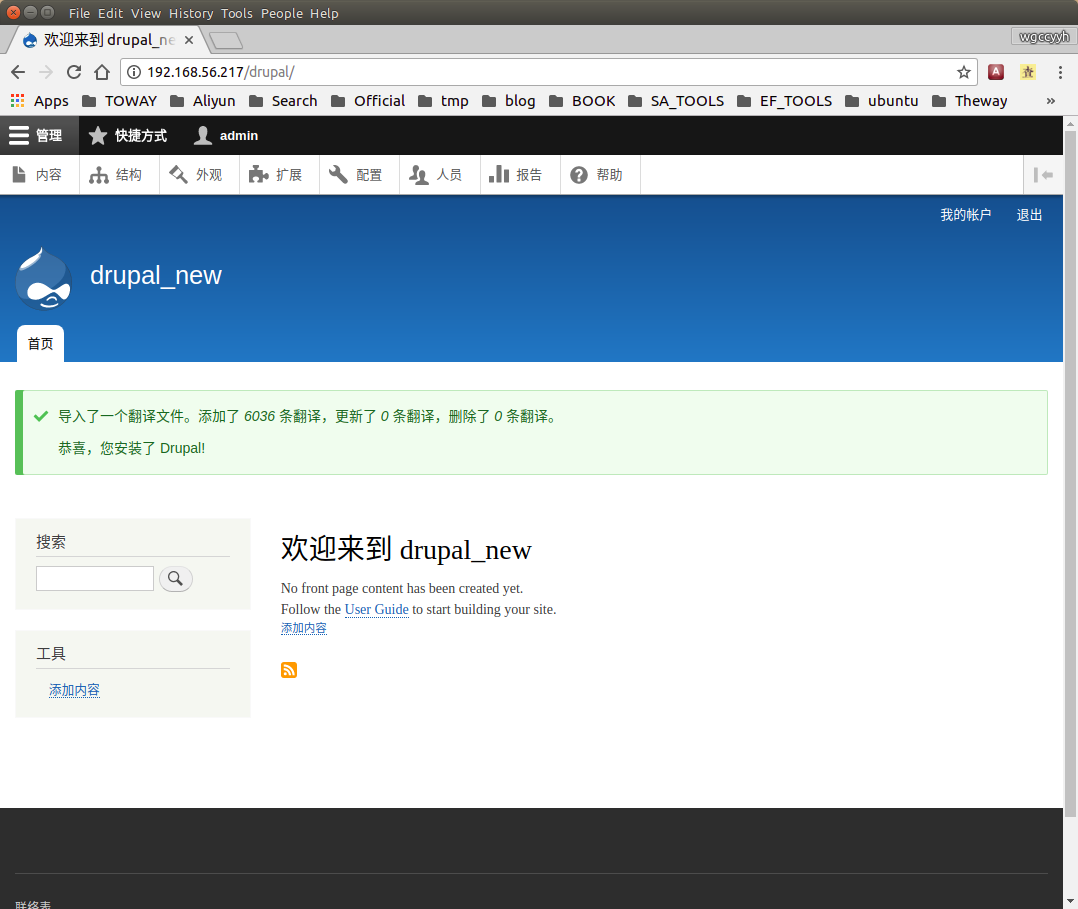 File Edit View History Tools People Help
欢迎来到 drupal_ne
wgccyyh
192.168.56.217/drupal/
Apps TOWAY Aliyun Search Official tmp blog BOOK SA_TOOLS EF_TOOLS ubuntu Theway »
管理 快捷方式 admin
内容 结构 外观 扩展 配置 人员 报告 帮助
我的帐户 退出
drupal_new
首页
导入了一个翻译文件。添加了 6036 条翻译，更新了 0 条翻译，删除了 0 条翻译。
恭喜，您安装了 Drupal!
搜索
工具
添加内容
欢迎来到 drupal_new
No front page content has been created yet.
Follow the User Guide to start building your site.
添加内容
联络表